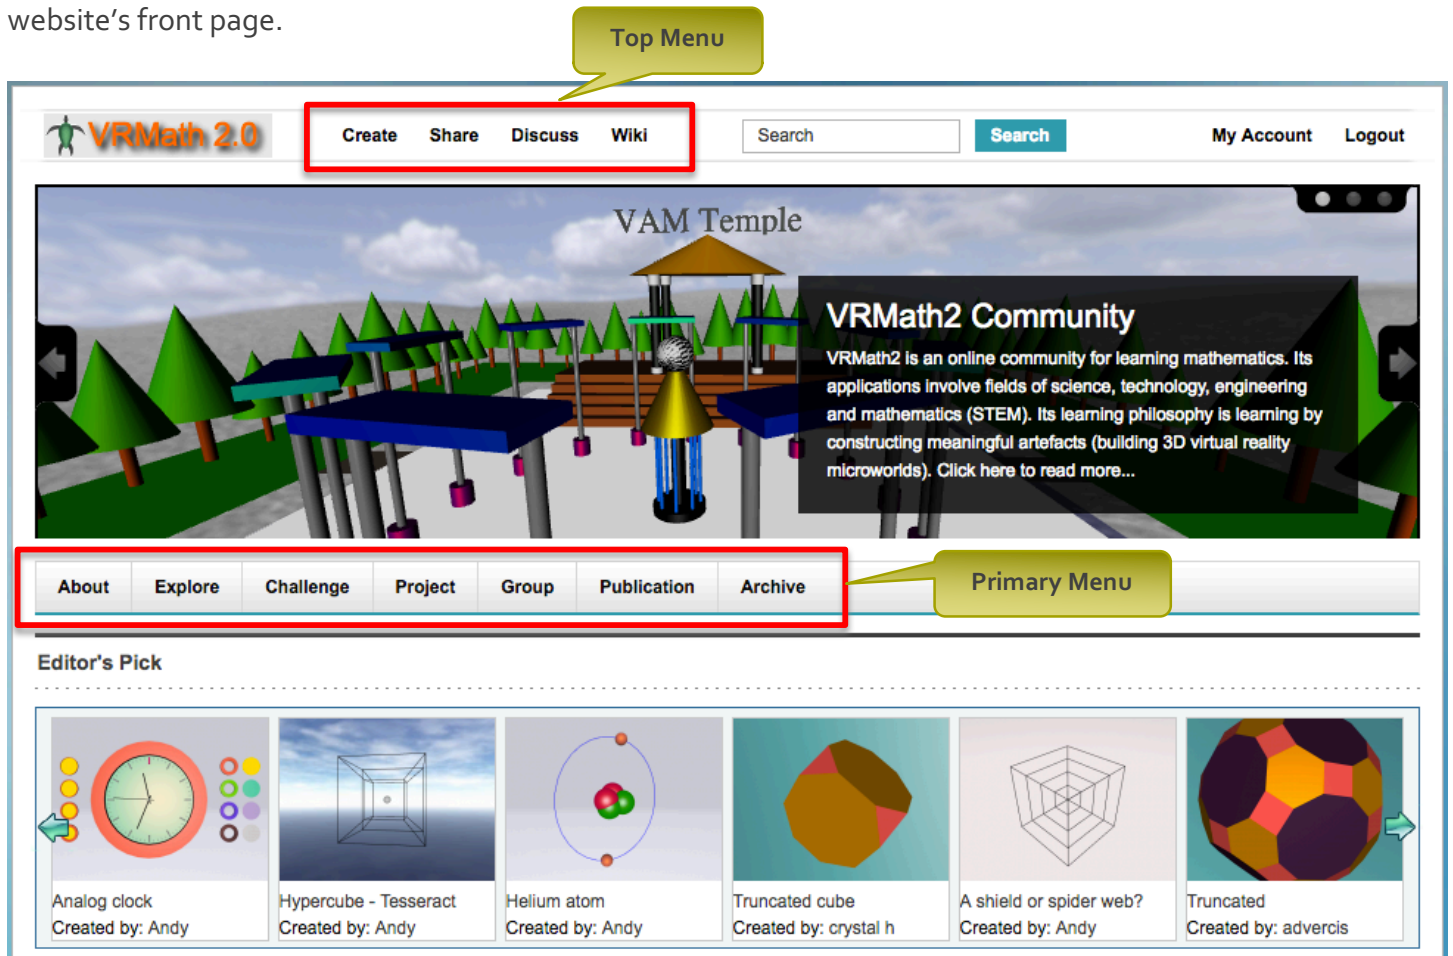 website’s front page.
Top Menu
VRMath 2.0
Create Share Discuss Wiki
Search
Search
My Account Logout
VAM Temple
VRMath2 Community
VRMath2 is an online community for learning mathematics. Its
applications involve fields of science, technology, engineering
and mathematics (STEM). Its learning philosophy is learning by
constructing meaningful artefacts (building 3D virtual reality
microworlds). Click here to read more...
About Explore Challenge Project Group Publication Archive
Primary Menu
Editor's Pick
Analog clock
Created by: Andy
Hypercube - Tesseract
Created by: Andy
Helium atom
Created by: Andy
Truncated cube
Created by: crystal h
A shield or spider web?
Created by: Andy
Truncated
Created by: advercis